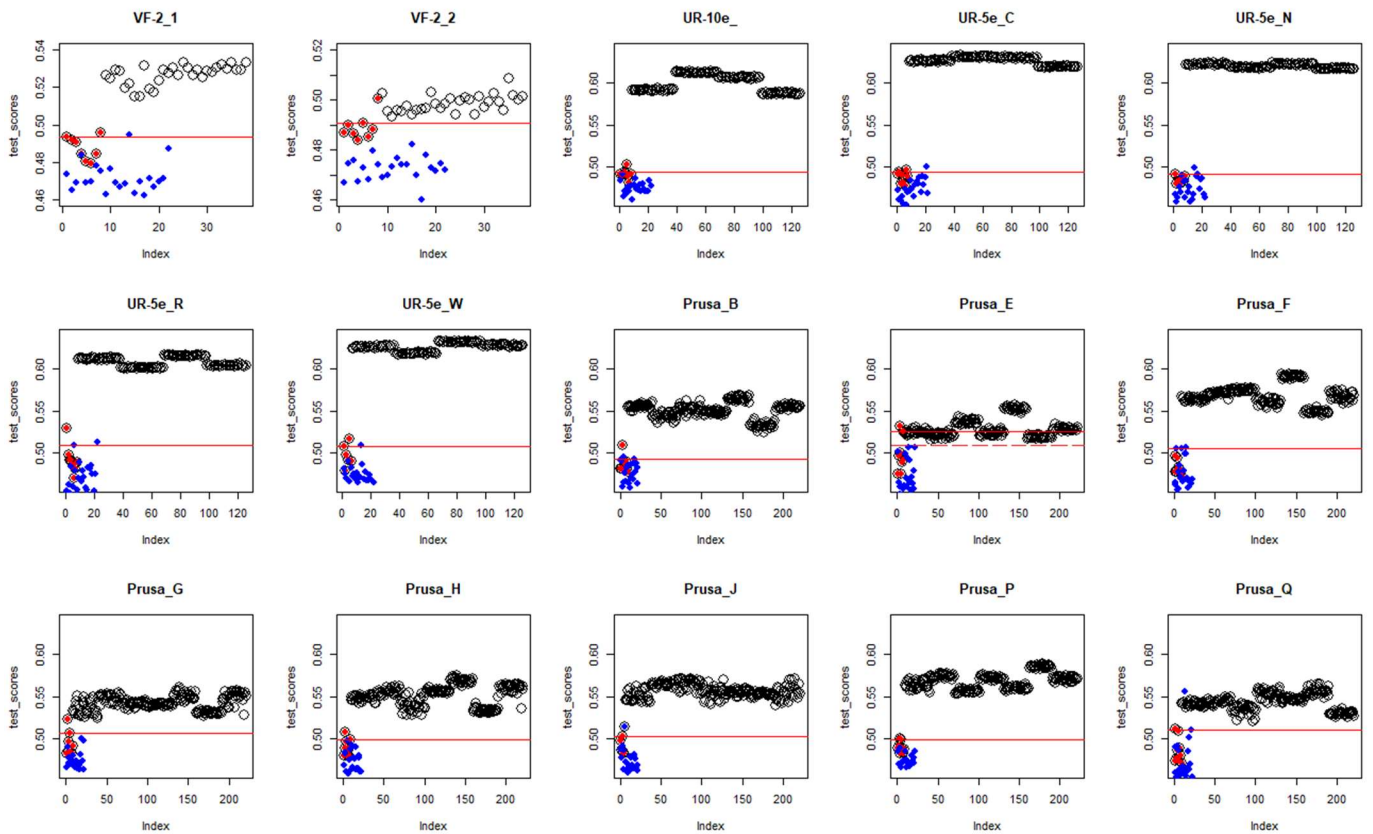 VF-2_1 VF-2_2 UR-10e_ UR-5e_C UR-5e_N
test_scores 0.46 0.48 0.50 0.52 0.54
0 10 20 30
Index
test_scores 0.46 0.48 0.50 0.52
0 10 20 30
Index
test_scores 0.50 0.55 0.60
0 20 40 60 80 100 120
Index
test_scores 0.50 0.55 0.60
0 20 40 60 80 100 120
Index
test_scores 0.50 0.55 0.60
0 20 40 60 80 100 120
Index
UR-5e_R UR-5e_W Prusa_B Prusa_E Prusa_F
test_scores 0.50 0.55 0.60
0 20 40 60 80 100 120
Index
test_scores 0.50 0.55 0.60
0 20 40 60 80 100 120
Index
test_scores 0.50 0.55 0.60
0 50 100 150 200
Index
test_scores 0.50 0.55 0.60
0 50 100 150 200
Index
test_scores 0.50 0.55 0.60
0 50 100 150 200
Index
Prusa_G Prusa_H Prusa_J Prusa_P Prusa_Q
test_scores 0.50 0.55 0.60
0 50 100 150 200
Index
test_scores 0.50 0.55 0.60
0 50 100 150 200
Index
test_scores 0.50 0.55 0.60
0 50 100 150 200
Index
test_scores 0.50 0.55 0.60
0 50 100 150 200
Index
test_scores 0.50 0.55 0.60
0 50 100 150 200
Index